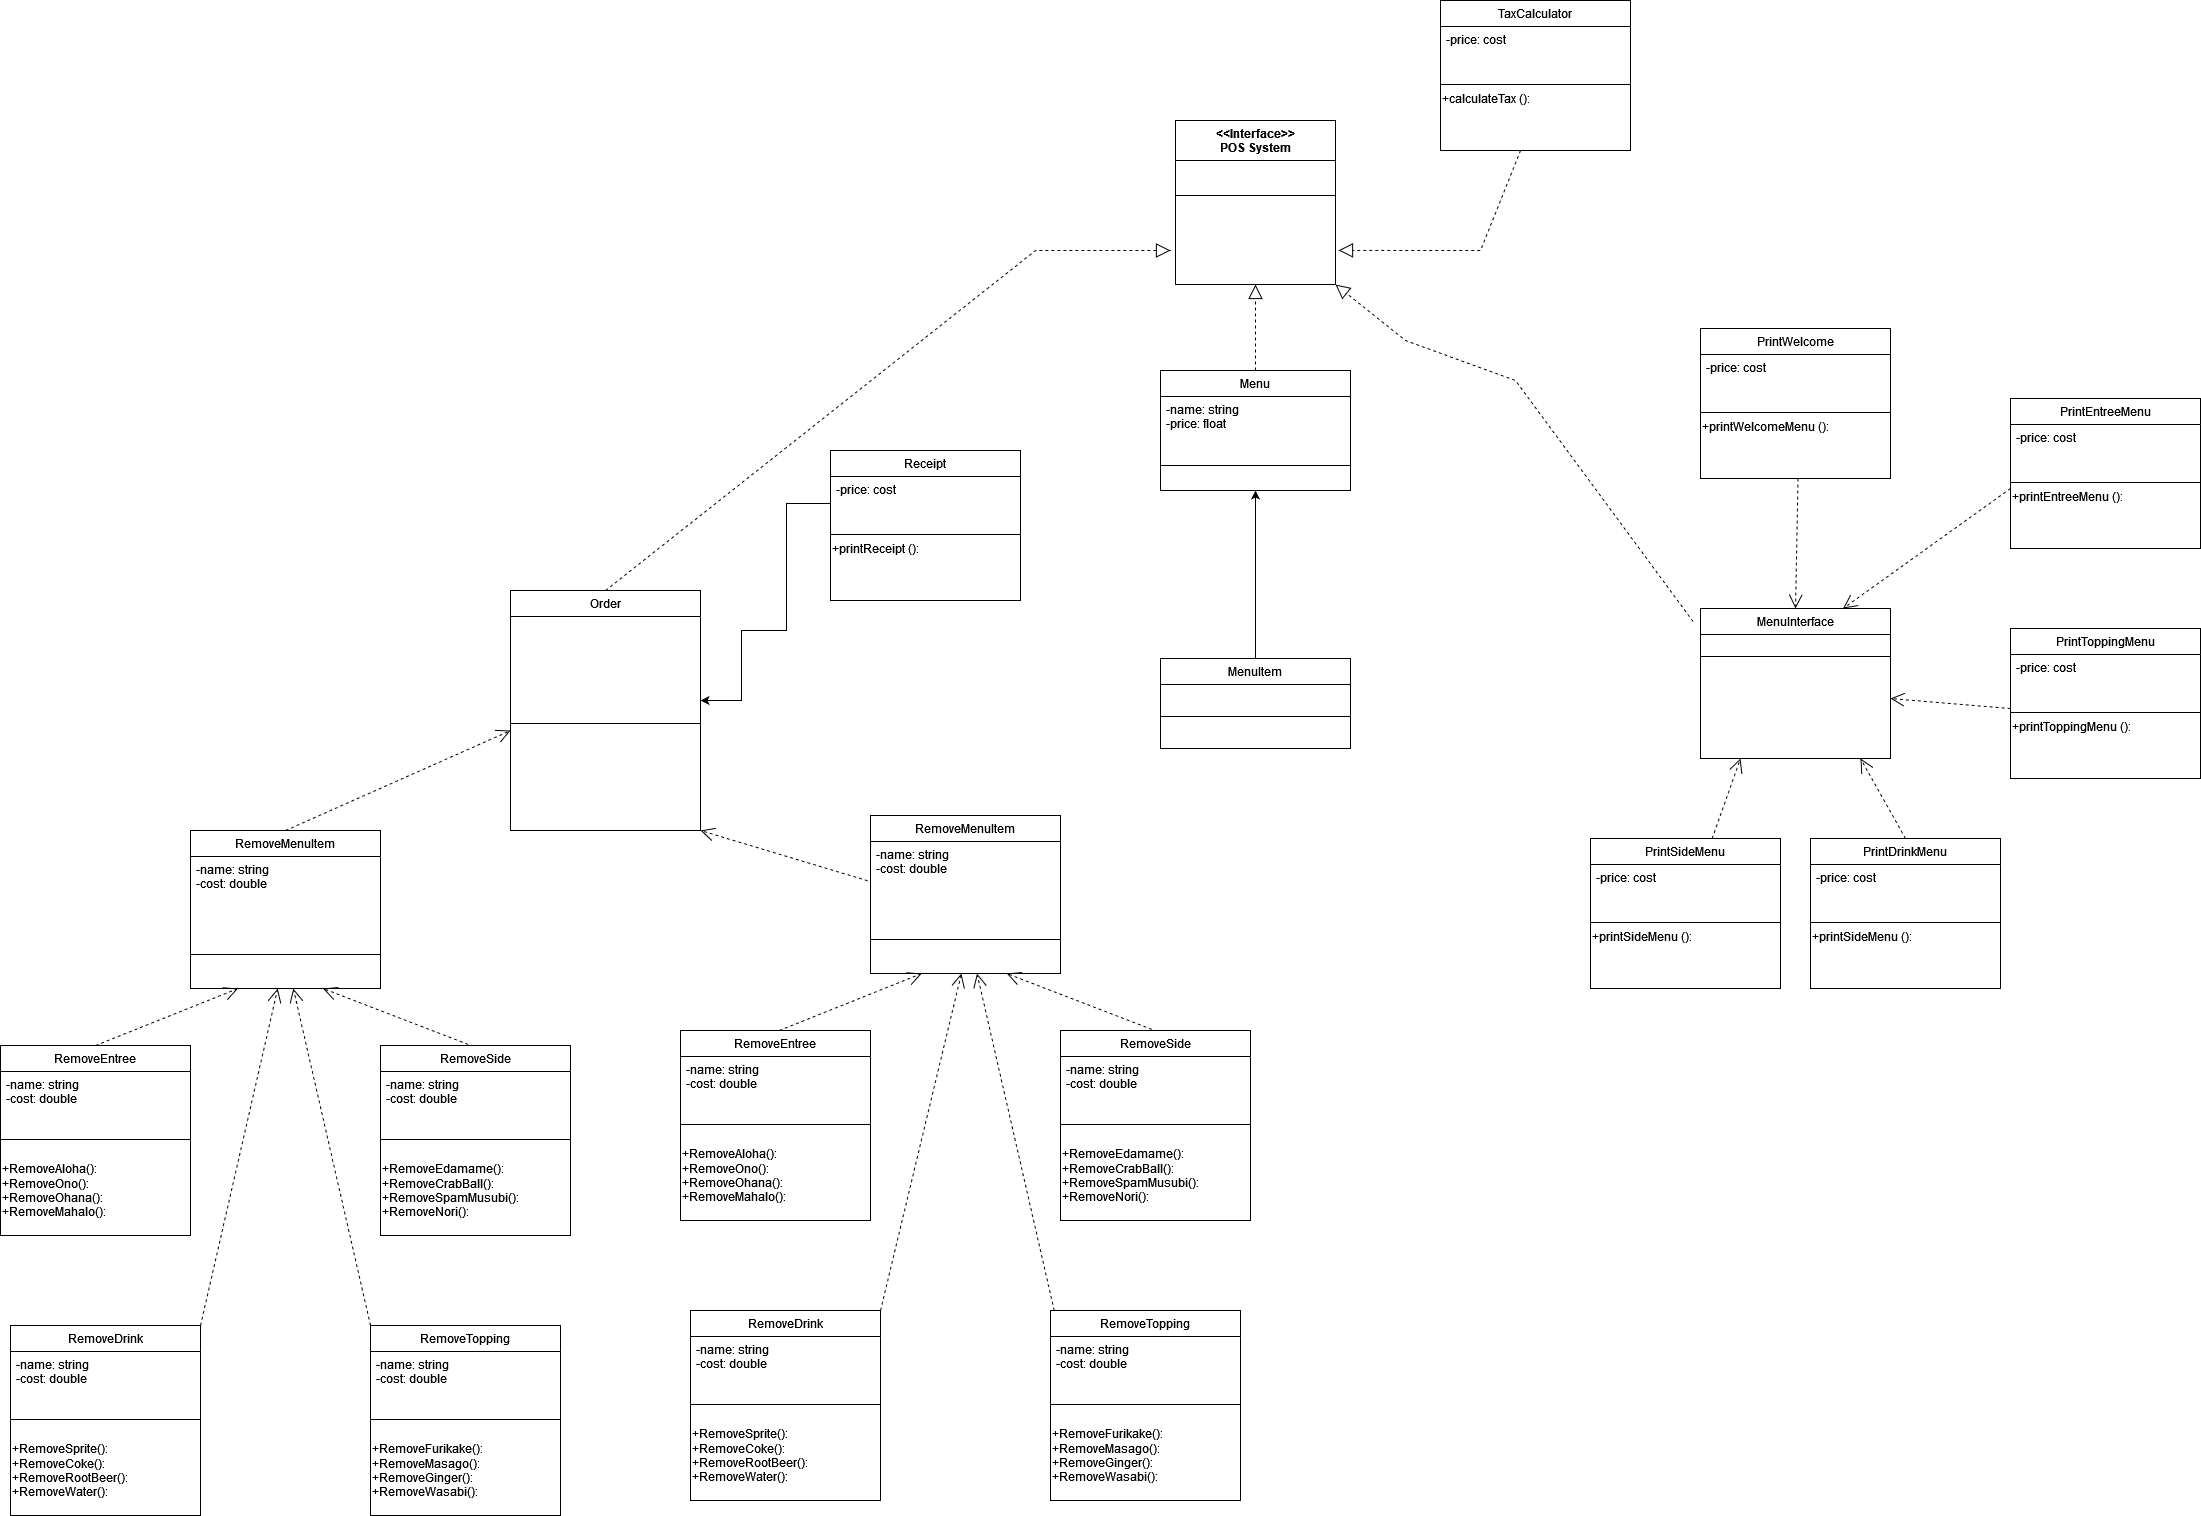 TaxCalculator
-price: cost
+calculateTax ():
<<Interface>>
POS System
PrintWelcome
-price: cost
+printWelcomeMenu ():
Menu
-name: string
-price: float
PrintEntreeMenu
-price: cost
+printEntreeMenu ():
Receipt
-price: cost
+printReceipt ():
Order
MenuInterface
PrintToppingMenu
-price: cost
+printToppingMenu ():
MenuItem
RemoveMenuItem
-name: string
-cost: double
RemoveMenuItem
-name: string
-cost: double
PrintSideMenu
-price: cost
+printSideMenu ():
PrintDrinkMenu
-price: cost
+printSideMenu ():
RemoveEntree
-name: string
-cost: double
+RemoveAloha():
+RemoveOno():
+RemoveOhana():
+RemoveMahalo():
RemoveSide
-name: string
-cost: double
+RemoveEdamame():
+RemoveCrabBall():
+RemoveSpamMusubi():
+RemoveNori():
RemoveEntree
-name: string
-cost: double
+RemoveAloha():
+RemoveOno():
+RemoveOhana():
+RemoveMahalo():
RemoveSide
-name: string
-cost: double
+RemoveEdamame():
+RemoveCrabBall():
+RemoveSpamMusubi():
+RemoveNori():
RemoveDrink
-name: string
-cost: double
+RemoveSprite():
+RemoveCoke():
+RemoveRootBeer():
+RemoveWater():
RemoveTopping
-name: string
-cost: double
+RemoveFurikake():
+RemoveMasago():
+RemoveGinger():
+RemoveWasabi():
RemoveDrink
-name: string
-cost: double
+RemoveSprite():
+RemoveCoke():
+RemoveRootBeer():
+RemoveWater():
RemoveTopping
-name: string
-cost: double
+RemoveFurikake():
+RemoveMasago():
+RemoveGinger():
+RemoveWasabi():